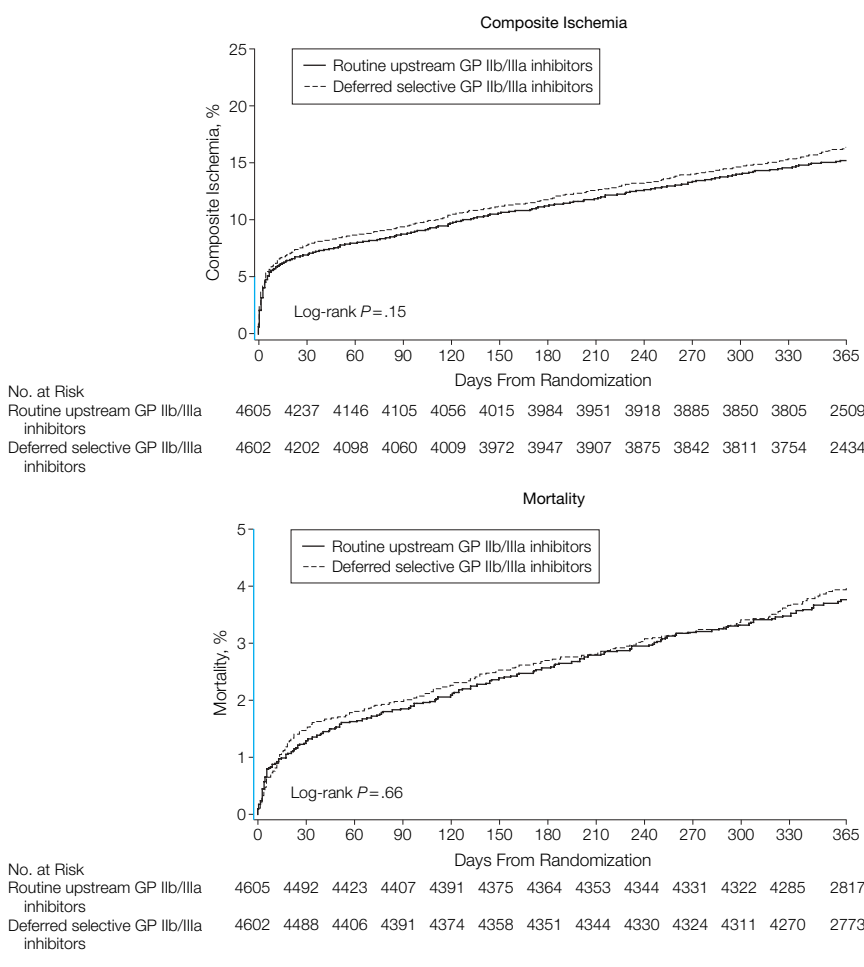 Composite Ischemia
25
Routine upstream GP IIb/IIIa inhibitors
Deferred selective GP IIb/IIIa inhibitors
20
15
10
5
0
Composite Ischemia, %
Log-rank P=.15
0 30 60 90 120 150 180 210 240 270 300 330 365
Days From Randomization
No. at Risk
Routine upstream GP IIb/IIIa 4605 4237 4146 4105 4056 4015 3984 3951 3918 3885 3850 3805 2509
inhibitors
Deferred selective GP IIb/IIIa 4602 4202 4098 4060 4009 3972 3947 3907 3875 3842 3811 3754 2434
inhibitors
Mortality
5
Routine upstream GP IIb/IIIa inhibitors
Deferred selective GP IIb/IIIa inhibitors
4
3
2
1
0
Mortality, %
Log-rank P=.66
0 30 60 90 120 150 180 210 240 270 300 330 365
Days From Randomization
No. at Risk
Routine upstream GP IIb/IIIa 4605 4492 4423 4407 4391 4375 4364 4353 4344 4331 4322 4285 2817
inhibitors
Deferred selective GP IIb/IIIa 4602 4488 4406 4391 4374 4358 4351 4344 4330 4324 4311 4270 2773
inhibitors